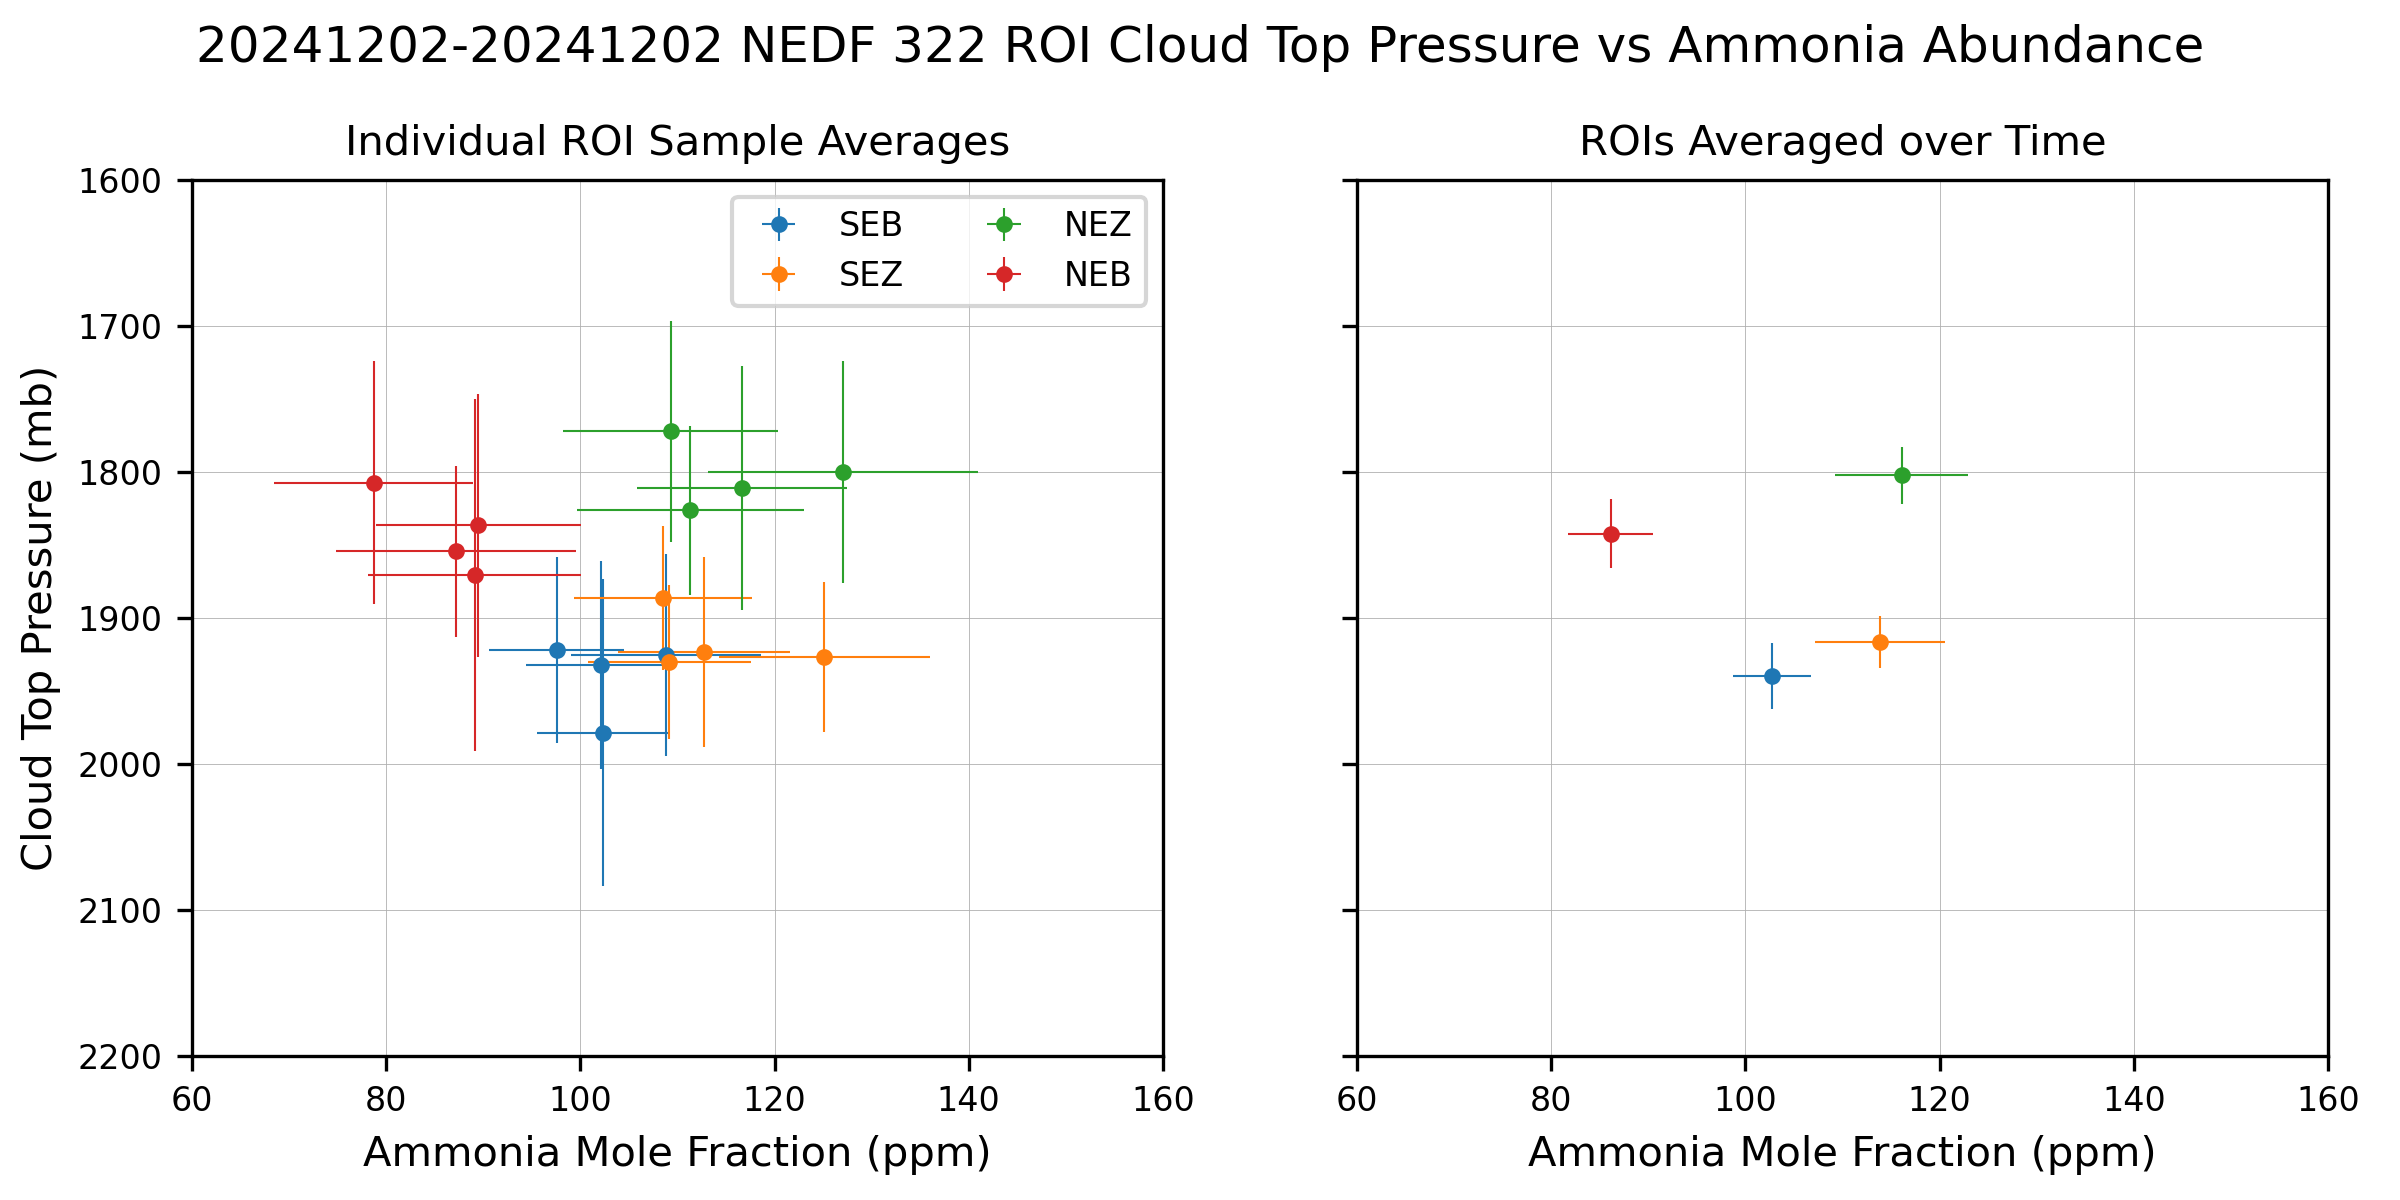 20241202-20241202 NEDF 322 ROI Cloud Top Pressure vs Ammonia Abundance
Individual ROI Sample Averages
SEB NEZ
SEZ NEB
1600
1700
1800
1900
2000
2100
2200
Cloud Top Pressure (mb)
60 80 100 120 140 160
Ammonia Mole Fraction (ppm)
ROIs Averaged over Time
60 80 100 120 140 160
Ammonia Mole Fraction (ppm)